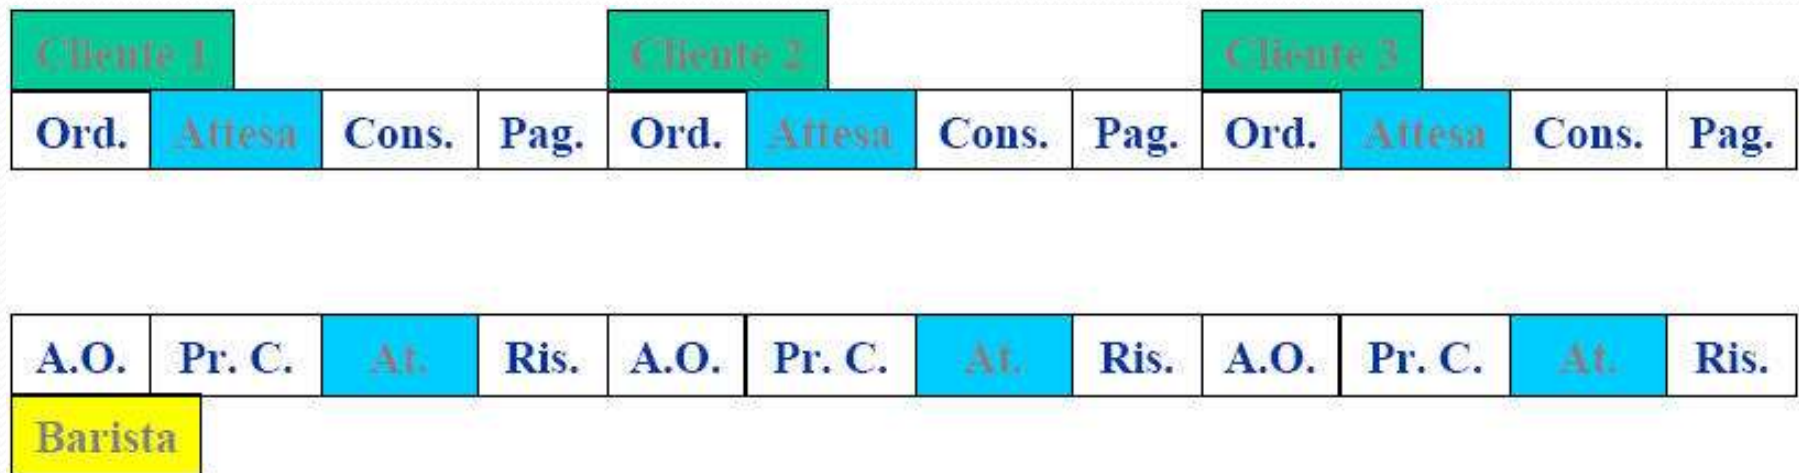 Cliente 1 Cliente 2 Cliente 3
Ord. Attesa Cons. Pag. Ord. Attesa Cons. Pag. Ord. Attesa Cons. Pag.
A.O. Pr. C. At. Ris. A.O. Pr. C. At. Ris. A.O. Pr. C. At. Ris.
Barista